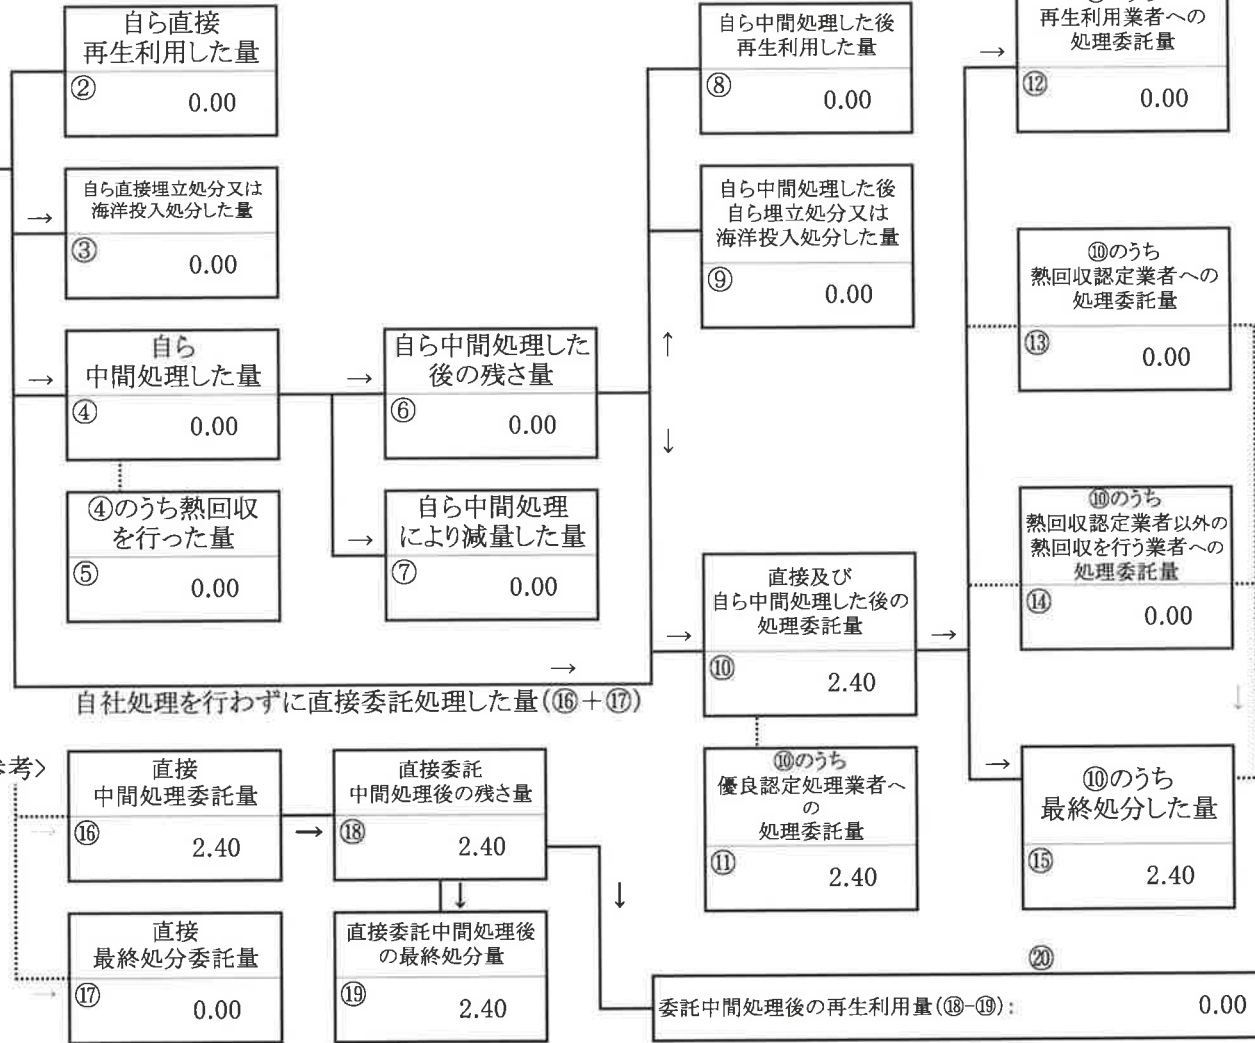 自ら直接
再生利用した量
②
0.00
自ら直接埋立処分又は
海洋投入処分した量
→
③
0.00
自ら
中間処理した量
→
④
0.00
④のうち熱回収
を行った量
⑤
0.00
自ら中間処理した
後の残さ量
→
⑥
0.00
自ら中間処理
により減量した量
→
⑦
0.00
自ら中間処理した後
再生利用した量
⑧
0.00
自ら中間処理した後
自ら埋立処分又は
海洋投入処分した量
⑨
0.00
↑
↓
直接及び
自ら中間処理した後の
処理委託量
→
⑩
2.40
⑩のうち
優良認定処理業者へ
の
処理委託量
⑪
2.40
再生利用業者への
処理委託量
→
⑫
0.00
⑩のうち
熱回収認定業者への
処理委託量
⑬
0.00
⑩のうち
熱回収認定業者以外の
熱回収を行う業者への
処理委託量
⑭
0.00
→
↓
⑩のうち
最終処分した量
→
⑮
2.40
→
自社処理を行わずに直接委託処理した量(⑯+⑰)
考>
直接
中間処理委託量
→
⑯
2.40
直接
最終処分委託量
→
⑰
0.00
直接委託
中間処理後の残さ量
→
⑱
2.40
↓
直接委託中間処理後
の最終処分量
⑲
2.40
↓
⑳
委託中間処理後の再生利用量(⑱-⑲): 0.00